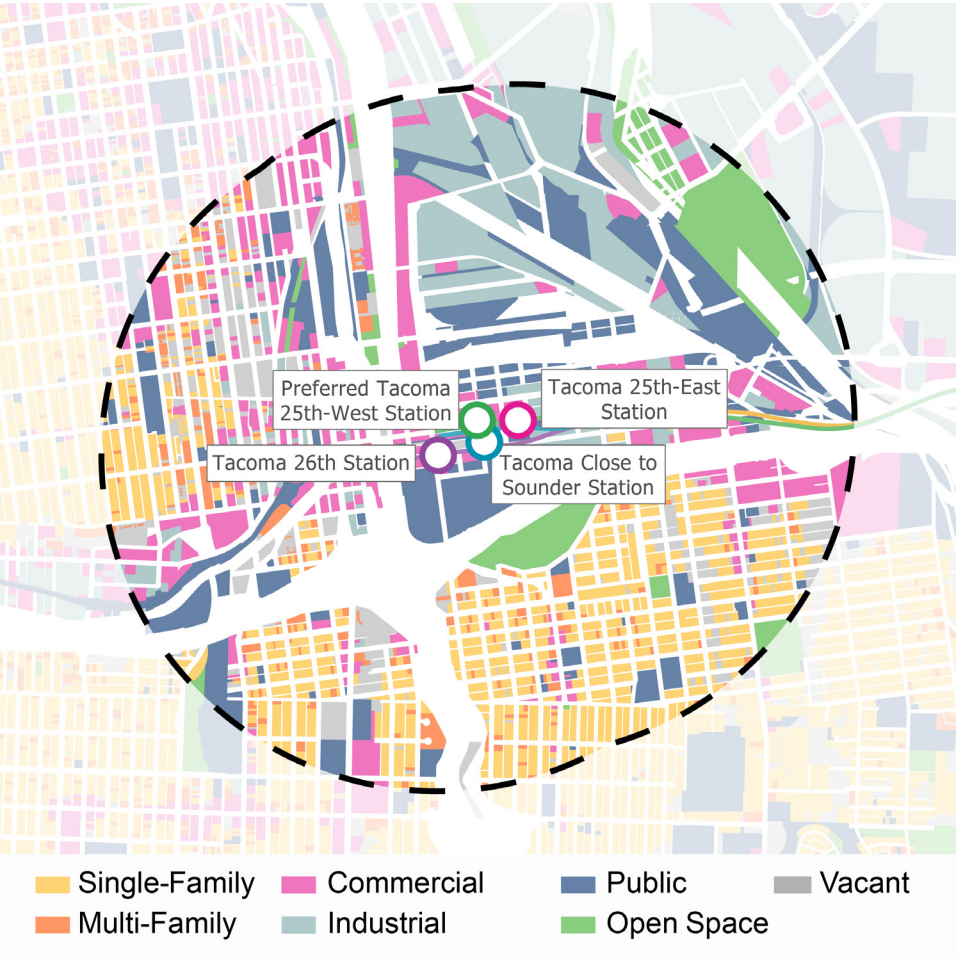 Preferred Tacoma
25th-West Station
Tacoma 25th-East
Station
Tacoma 26th Station
Tacoma Close to
Sounder Station
Single-Family
Commercial
Public
Vacant
Multi-Family
Industrial
Open Space